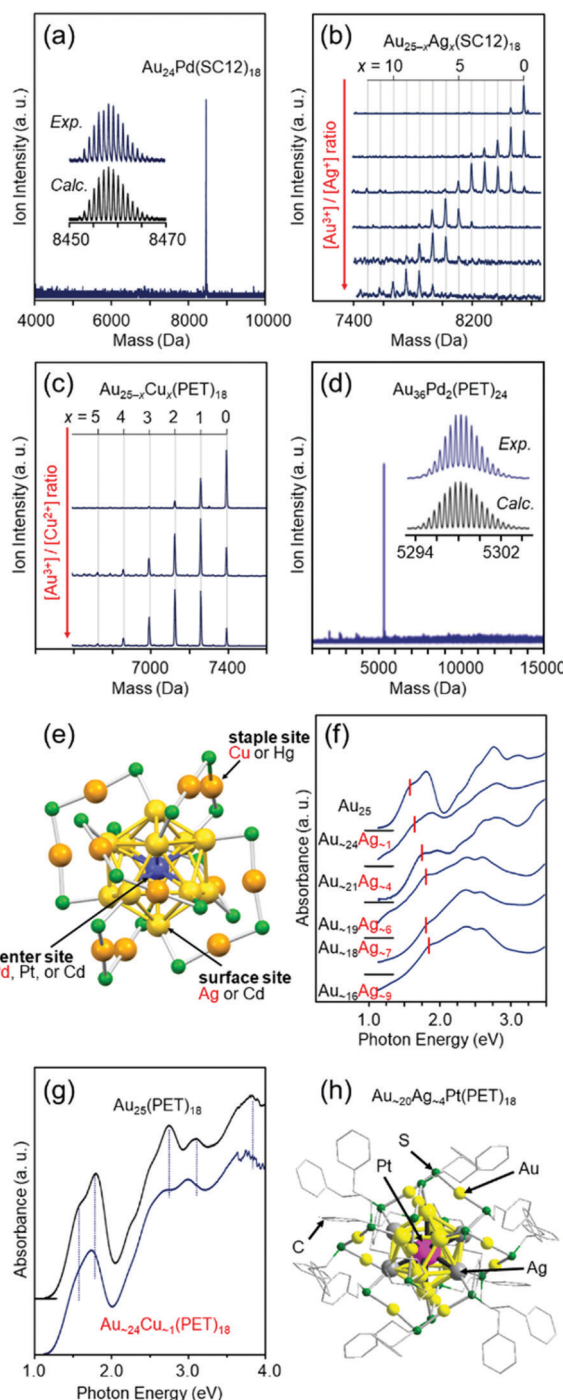 (a)
Au24Pd(SC12)18
Exp.
Calc.
8450 8470
Ion Intensity (a. u.)
4000 6000 8000 10000
Mass (Da)
(b)
Au25–xAgx(SC12)18
x = 10 5 0
Ion Intensity (a. u.)
[Au3+] / [Ag+] ratio
7400 8200
Mass (Da)
(c)
Au25–xCux(PET)18
x = 5 4 3 2 1 0
Ion Intensity (a. u.)
[Au3+] / [Cu2+] ratio
7000 7400
Mass (Da)
(d)
Au36Pd2(PET)24
Exp.
Calc.
5294 5302
Ion Intensity (a. u.)
5000 10000 15000
Mass (Da)
(e)
staple site
Cu or Hg
enter site
d, Pt, or Cd
surface site
Ag or Cd
(f)
Absorbance (a. u.)
Au25
Au~24Ag~1
Au~21Ag~4
Au~19Ag~6
Au~18Ag~7
Au~16Ag~9
1.0 2.0 3.0
Photon Energy (eV)
(g)
Au25(PET)18
Absorbance (a. u.)
Au~24Cu~1(PET)18
1.0 2.0 3.0 4.0
Photon Energy (eV)
(h)
Au~20Ag~4Pt(PET)18
S
Pt
Au
C
Ag